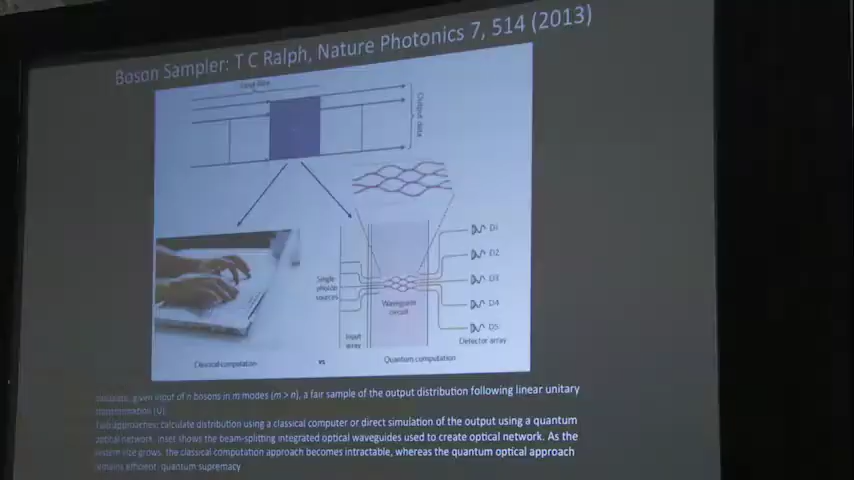 Boson Sampler: T C Ralph, Nature Photonics 7, 514 (2013)
Input data
Output data
D1
D2
D3
D4
D5
Single
photon
sources
Waveguide
circuit
Input
array
Detector array
Classical computation
vs
Quantum computation
given input of n bosons in m modes (m > n), a fair sample of the output distribution following linear unitary
transformation (U)
Two approaches: calculate distribution using a classical computer or direct simulation of the output using a quantum
optical network. Inset shows the beam-splitting integrated optical waveguides used to create optical network. As the
system size grows, the classical computation approach becomes intractable, whereas the quantum optical approach
remains efficient: quantum supremacy